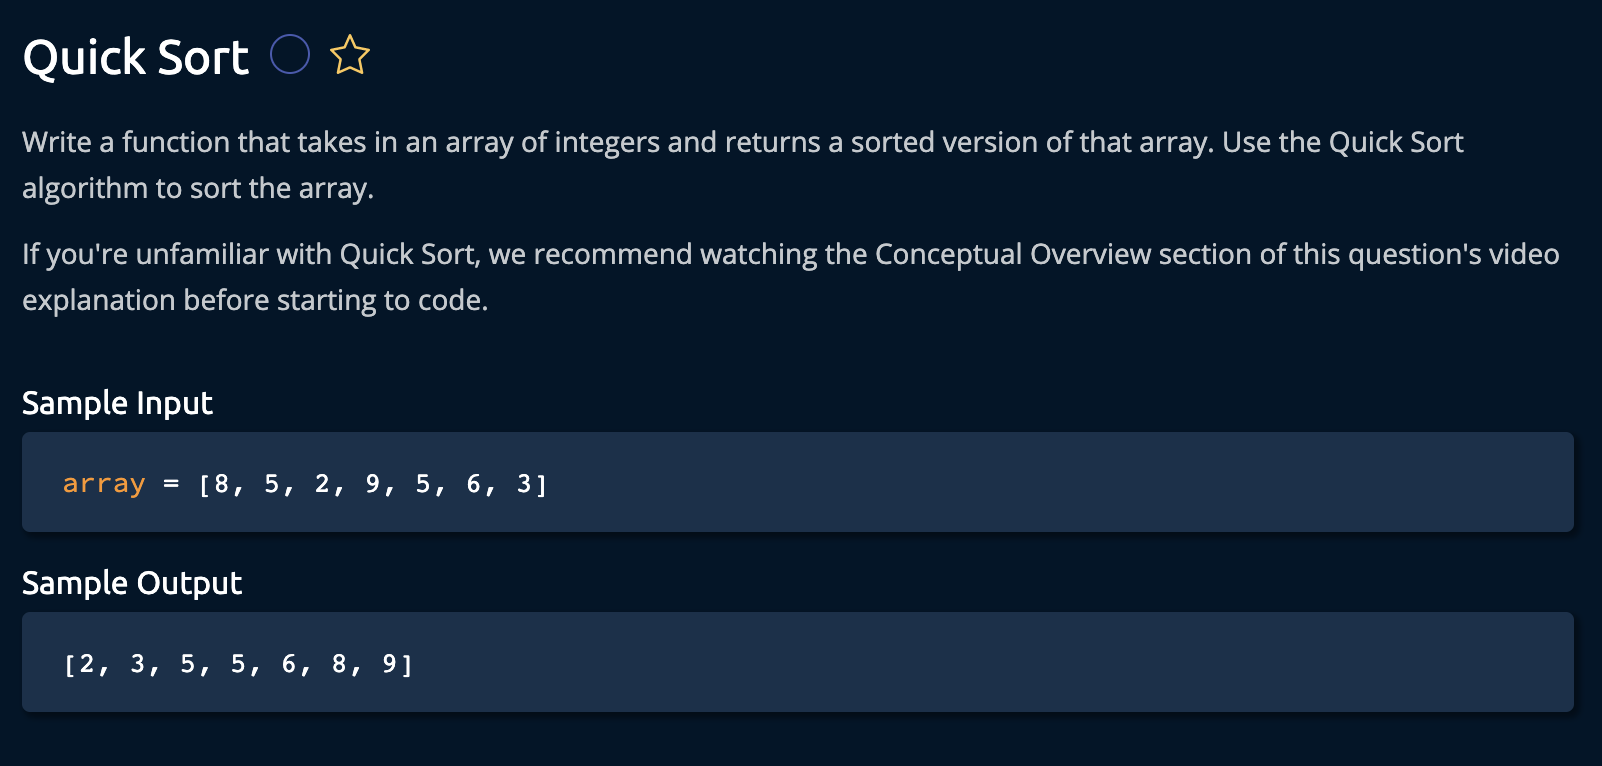 Quick Sort
Write a function that takes in an array of integers and returns a sorted version of that array. Use the Quick Sort
algorithm to sort the array.
If you're unfamiliar with Quick Sort, we recommend watching the Conceptual Overview section of this question's video
explanation before starting to code.
Sample Input
array = [8, 5, 2, 9, 5, 6, 3]
Sample Output
[2, 3, 5, 5, 6, 8, 9]